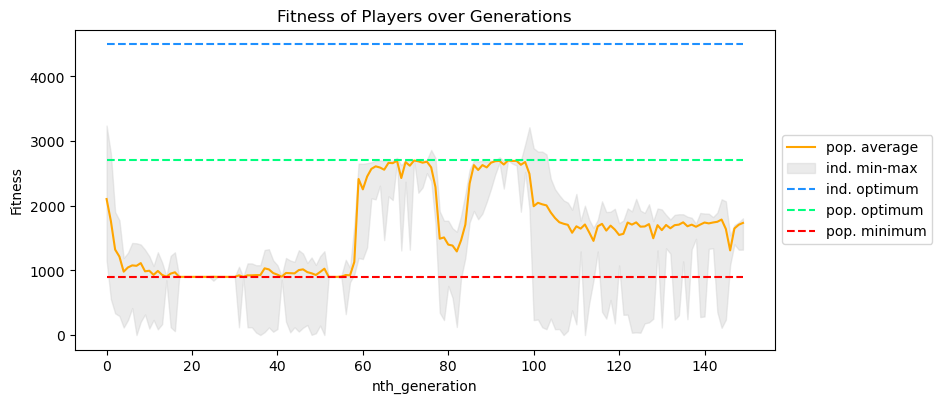 Fitness of Players over Generations
Fitness
4000
3000
2000
1000
0
0 20 40 60 80 100 120 140
nth_generation
pop. average
ind. min-max
ind. optimum
pop. optimum
pop. minimum